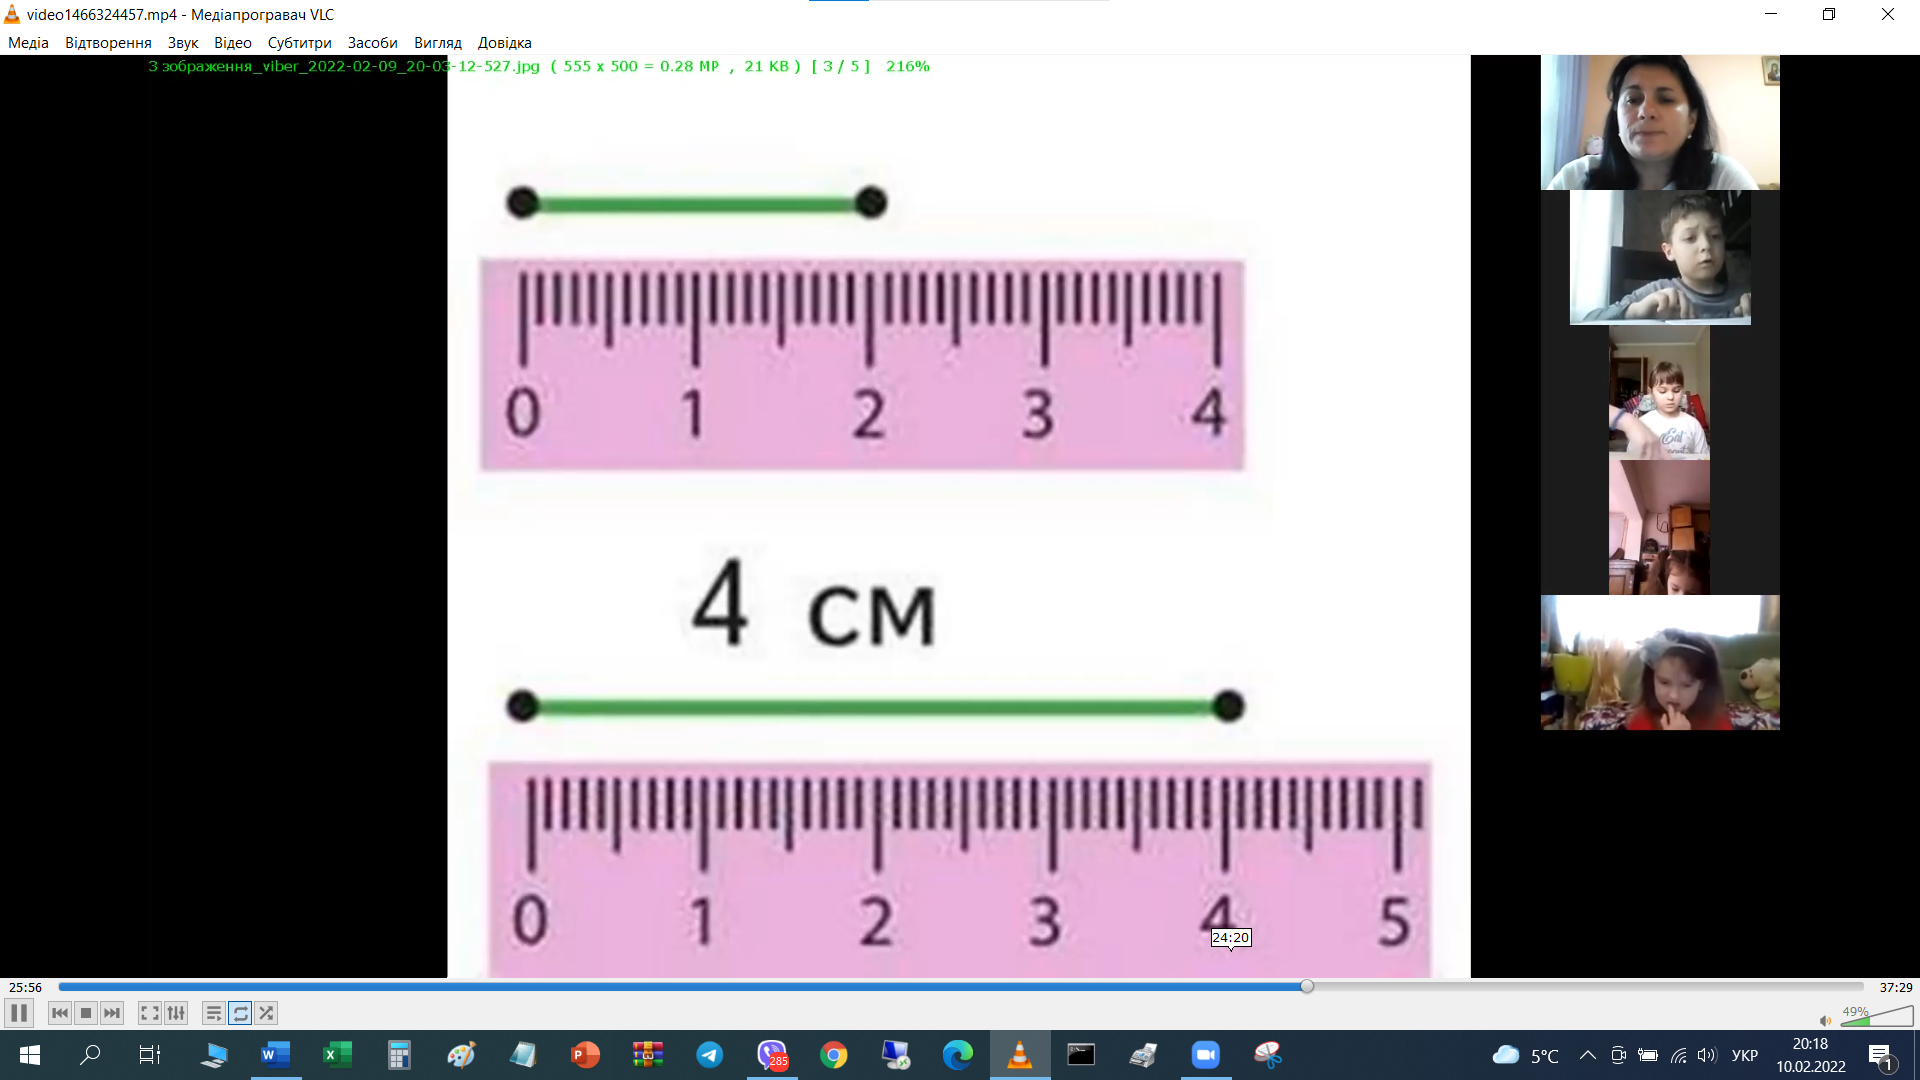 video1466324457.mp4 - Медіапрогравач VLC
Медіа Відтворення Звук Відео Субтитри Засоби Вигляд Довідка
3 зображення_viber_2022-02-09_20-03-12-527.jpg ( 555 x 500 = 0.28 MP , 21 KB ) [ 3 / 5 ] 216%
0 1 2 3 4
4 см
0 1 2 3 4 5
24:20
25:56
37:29
49%
285
5°C
УКР
20:18
10.02.2022
1